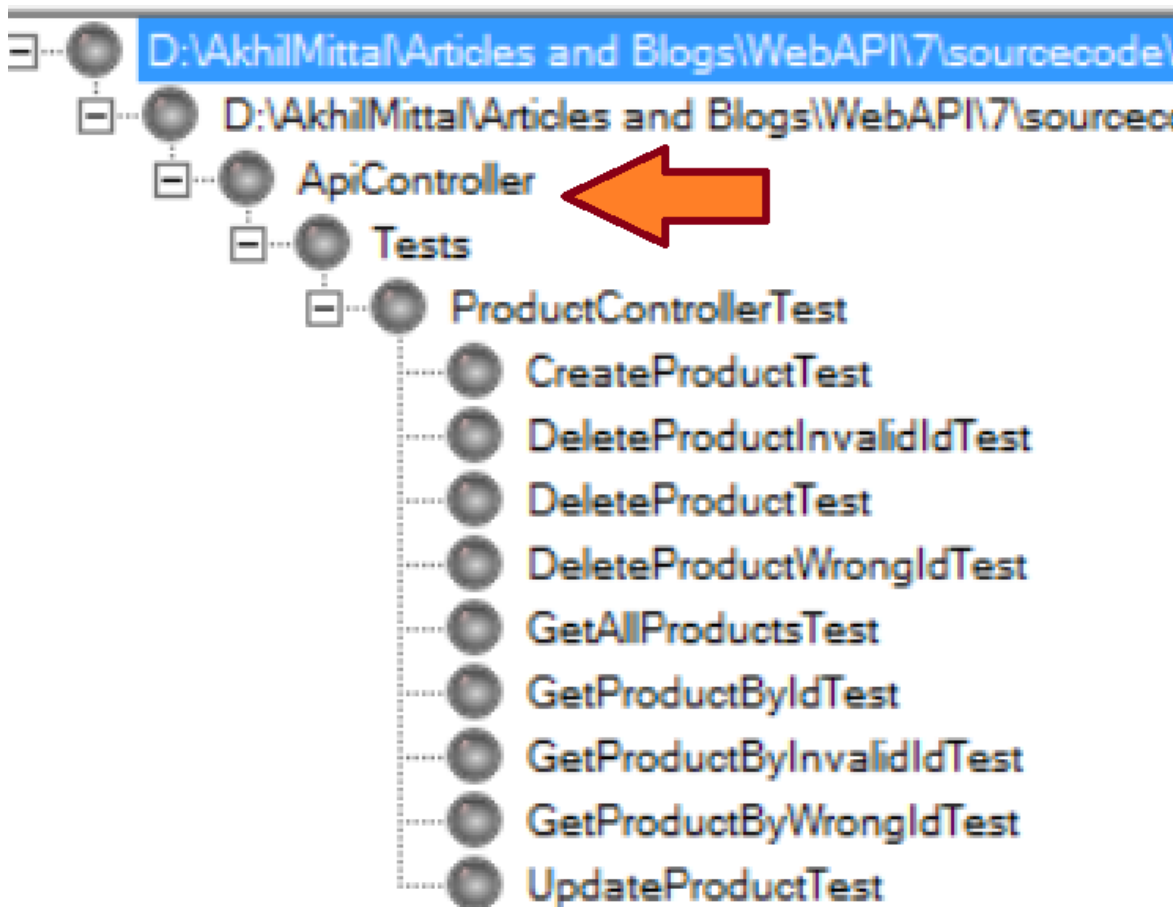 D:\AkhilMittal\Articles and Blogs\WebAPI\7\sourcecode\
D:\AkhilMittal\Articles and Blogs\WebAPI\7\sourcec
ApiController
Tests
ProductControllerTest
CreateProductTest
DeleteProductInvalidIdTest
DeleteProductTest
DeleteProductWrongIdTest
GetAllProductsTest
GetProductByIdTest
GetProductByInvalidIdTest
GetProductByWrongIdTest
UpdateProductTest